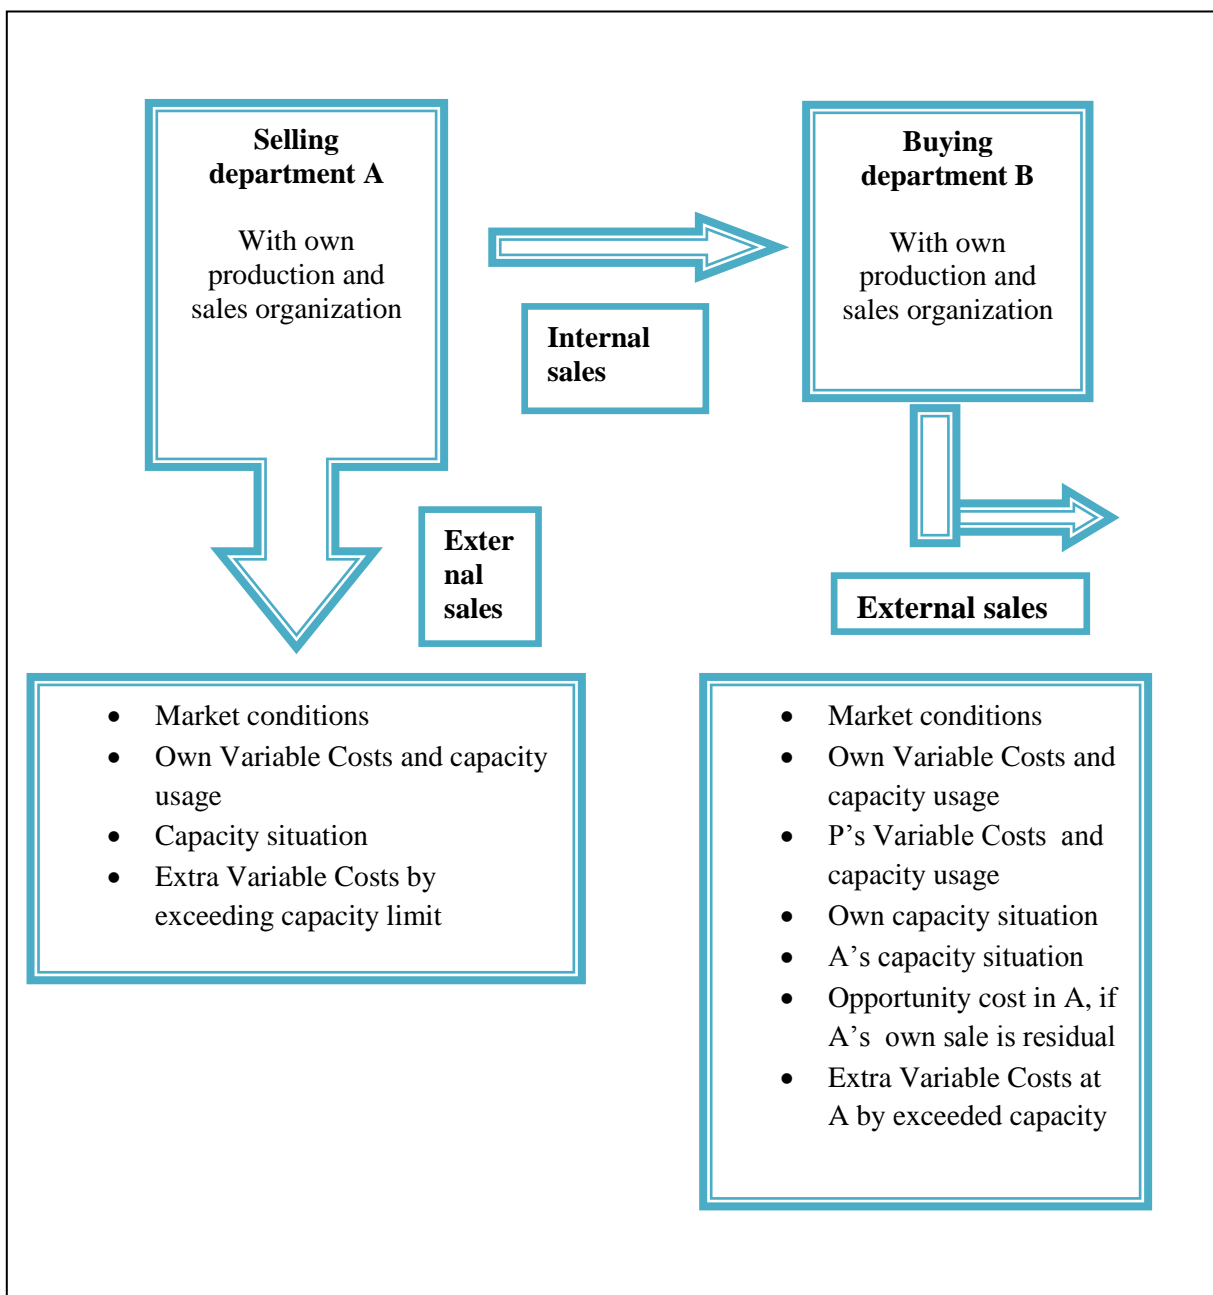 Selling
department A
With own
production and
sales organization
Buying
department B
With own
production and
sales organization
Internal
sales
Exter
nal
sales
External sales
• Market conditions
• Own Variable Costs and capacity
usage
• Capacity situation
• Extra Variable Costs by
exceeding capacity limit
• Market conditions
• Own Variable Costs and
capacity usage
• P’s Variable Costs  and
capacity usage
• Own capacity situation
• A’s capacity situation
• Opportunity cost in A, if
A’s  own sale is residual
• Extra Variable Costs at
A by exceeded capacity